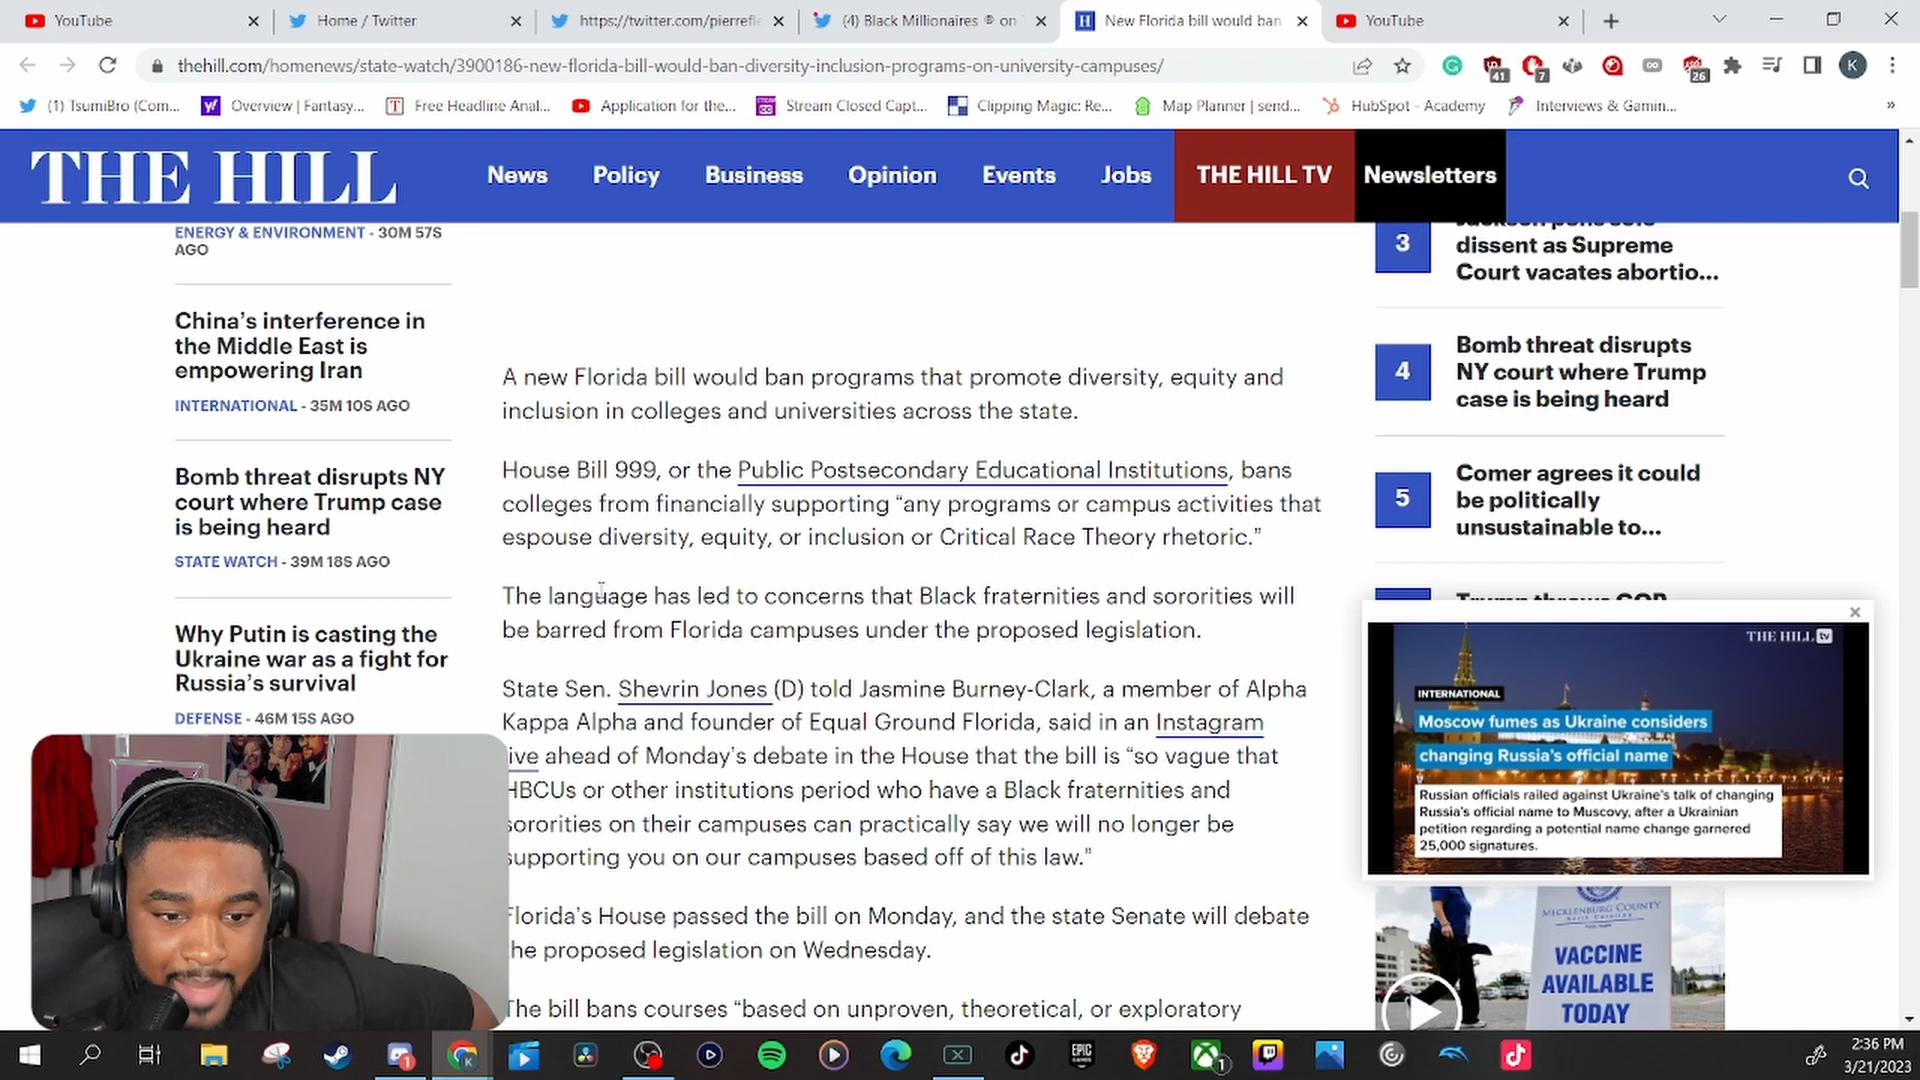 YouTube
Home / Twitter
https://twitter.com/pierrefle
(4) Black Millionaires ® on
New Florida bill would ban
YouTube
thehill.com/homenews/state-watch/3900186-new-florida-bill-would-ban-diversity-inclusion-programs-on-university-campuses/
41
7
26
K
(1) TsumiBro (Com...
Overview | Fantasy...
Free Headline Anal...
Application for the...
Stream Closed Capt...
Clipping Magic: Re...
Map Planner | send...
HubSpot - Academy
Interviews & Gamin...
THE HILL
News
Policy
Business
Opinion
Events
Jobs
THE HILL TV
Newsletters
ENERGY & ENVIRONMENT - 30M 57S
AGO
China's interference in
the Middle East is
empowering Iran
INTERNATIONAL - 35M 10S AGO
Bomb threat disrupts NY
court where Trump case
is being heard
STATE WATCH - 39M 18S AGO
Why Putin is casting the
Ukraine war as a fight for
Russia's survival
DEFENSE - 46M 15S AGO
A new Florida bill would ban programs that promote diversity, equity and
inclusion in colleges and universities across the state.
House Bill 999, or the Public Postsecondary Educational Institutions, bans
colleges from financially supporting “any programs or campus activities that
espouse diversity, equity, or inclusion or Critical Race Theory rhetoric.”
The language has led to concerns that Black fraternities and sororities will
be barred from Florida campuses under the proposed legislation.
State Sen. Shevrin Jones (D) told Jasmine Burney-Clark, a member of Alpha
Kappa Alpha and founder of Equal Ground Florida, said in an Instagram
live ahead of Monday's debate in the House that the bill is “so vague that
HBCUs or other institutions period who have a Black fraternities and
sororities on their campuses can practically say we will no longer be
supporting you on our campuses based off of this law.”
Florida's House passed the bill on Monday, and the state Senate will debate
the proposed legislation on Wednesday.
The bill bans courses “based on unproven, theoretical, or exploratory
3
dissent as Supreme
Court vacates abortio...
4
Bomb threat disrupts
NY court where Trump
case is being heard
5
Comer agrees it could
be politically
unsustainable to...
THE HILL tv
INTERNATIONAL
Moscow fumes as Ukraine considers
changing Russia's official name
Russian officials railed against Ukraine's talk of changing
Russia's official name to Muscovy, after a Ukrainian
petition regarding a potential name change garnered
25,000 signatures.
MECKLENBURG COUNTY
VACCINE
AVAILABLE
TODAY
EPIC
1
1
2:36 PM
3/21/2023